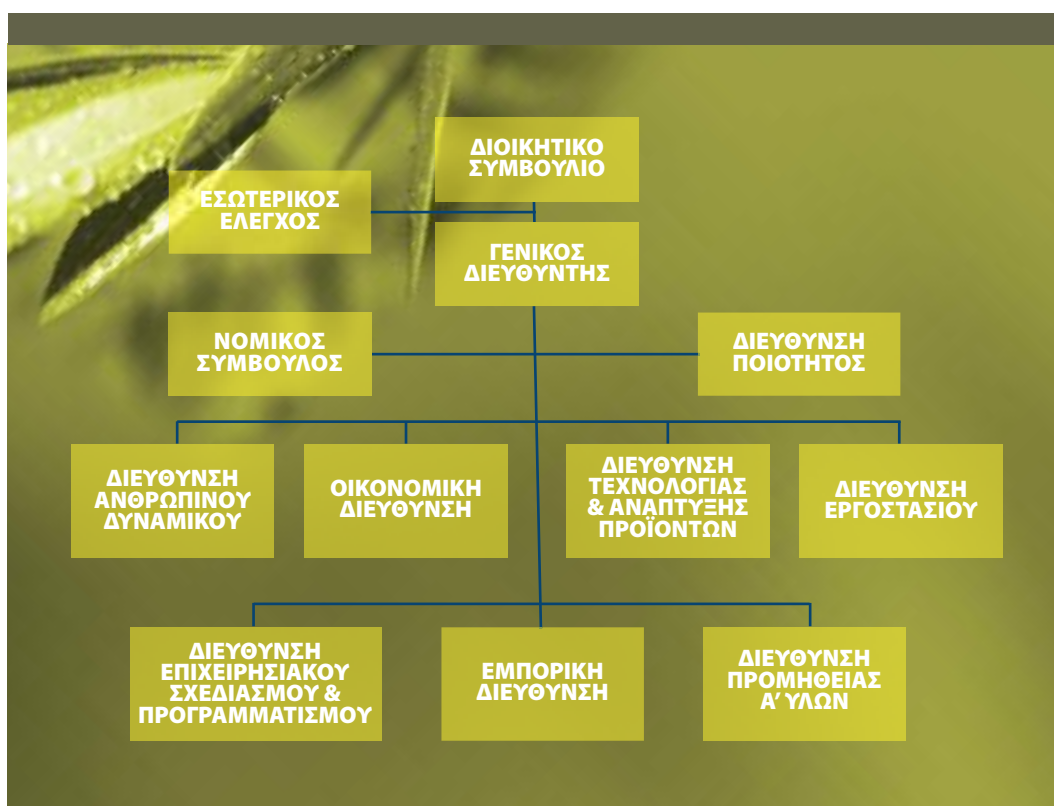 ΔΙΟΙΚΗΤΙΚΟ
ΣΥΜΒΟΥΛΙΟ
ΕΣΩΤΕΡΙΚΟΣ
ΕΛΕΓΧΟΣ
ΓΕΝΙΚΟΣ
ΔΙΕΥΘΥΝΤΗΣ
ΝΟΜΙΚΟΣ
ΣΥΜΒΟΥΛΟΣ
ΔΙΕΥΘΥΝΣΗ
ΠΟΙΟΤΗΤΟΣ
ΔΙΕΥΘΥΝΣΗ
ΑΝΘΡΩΠΙΝΟΥ
ΔΥΝΑΜΙΚΟΥ
ΟΙΚΟΝΟΜΙΚΗ
ΔΙΕΥΘΥΝΣΗ
ΔΙΕΥΘΥΝΣΗ
ΤΕΧΝΟΛΟΓΙΑΣ
& ΑΝΑΠΤΥΞΗΣ
ΠΡΟΪΟΝΤΩΝ
ΔΙΕΥΘΥΝΣΗ
ΕΡΓΟΣΤΑΣΙΟΥ
ΔΙΕΥΘΥΝΣΗ
ΕΠΙΧΕΙΡΗΣΙΑΚΟΥ
ΣΧΕΔΙΑΣΜΟΥ &
ΠΡΟΓΡΑΜΜΑΤΙΣΜΟΥ
ΕΜΠΟΡΙΚΗ
ΔΙΕΥΘΥΝΣΗ
ΔΙΕΥΘΥΝΣΗ
ΠΡΟΜΗΘΕΙΑΣ
Α’ ΥΛΩΝ